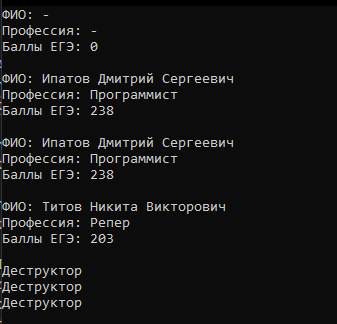 ФИО: -
Профессия: -
Баллы ЕГЭ: 0
ФИО: Ипатов Дмитрий Сергеевич
Профессия: Программист
Баллы ЕГЭ: 238
ФИО: Ипатов Дмитрий Сергеевич
Профессия: Программист
Баллы ЕГЭ: 238
ФИО: Титов Никита Викторович
Профессия: Репер
Баллы ЕГЭ: 203
Деструктор
Деструктор
Деструктор